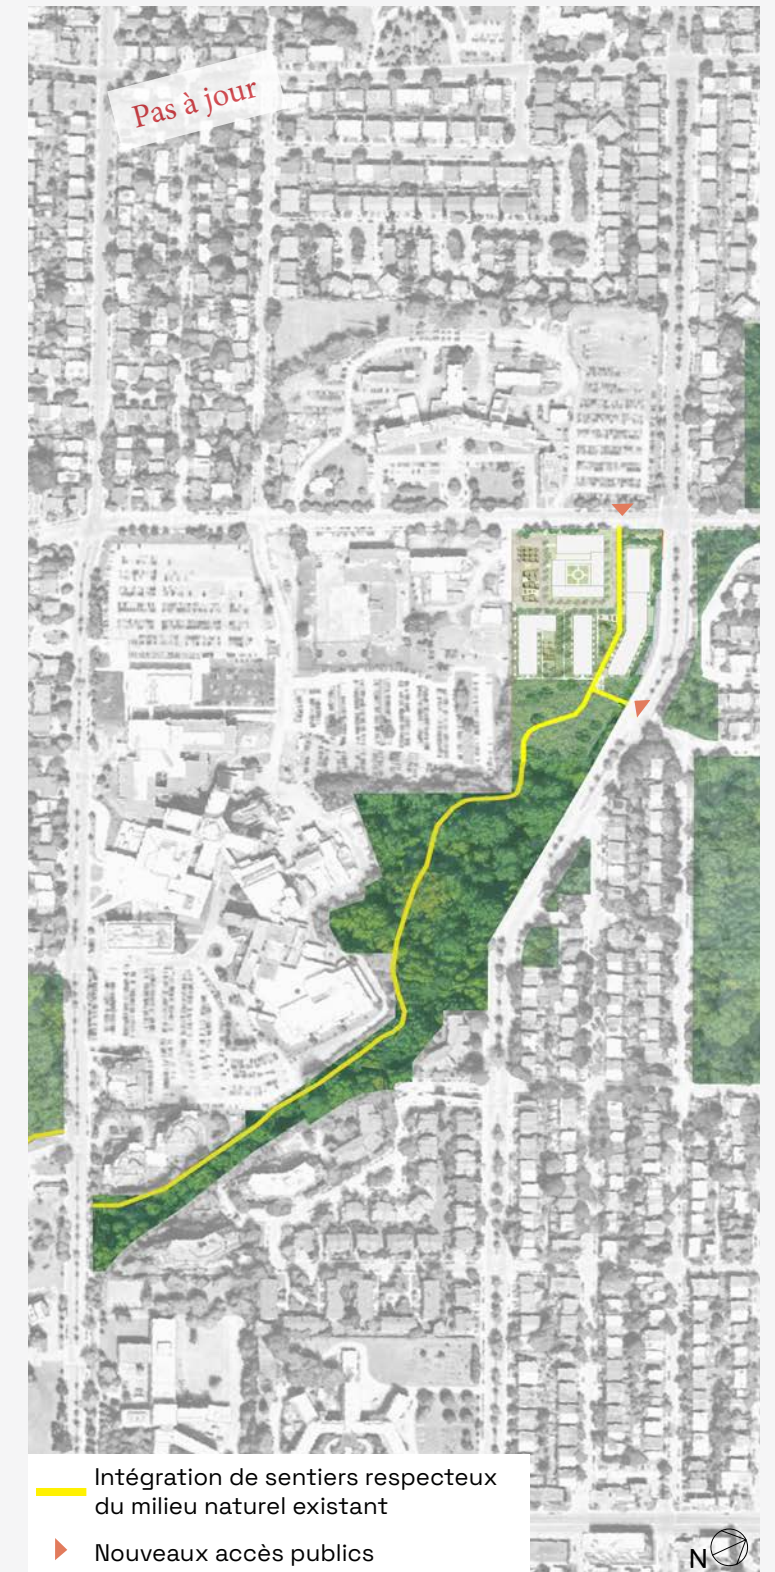 Pas à jour
Intégration de sentiers respecteux
du milieu naturel existant
Nouveaux accès publics
N